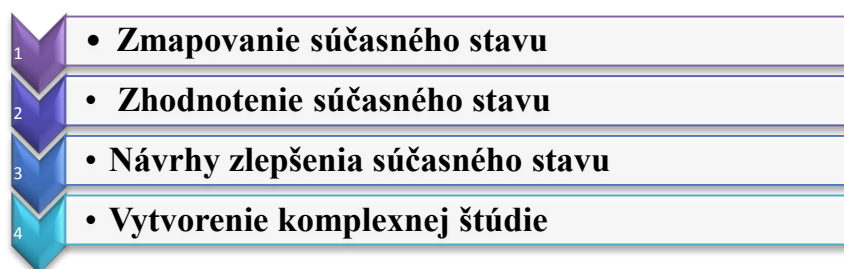 1 • Zmapovanie súčasného stavu
2 • Zhodnotenie súčasného stavu
3 • Návrhy zlepšenia súčasného stavu
4 • Vytvorenie komplexnej štúdie